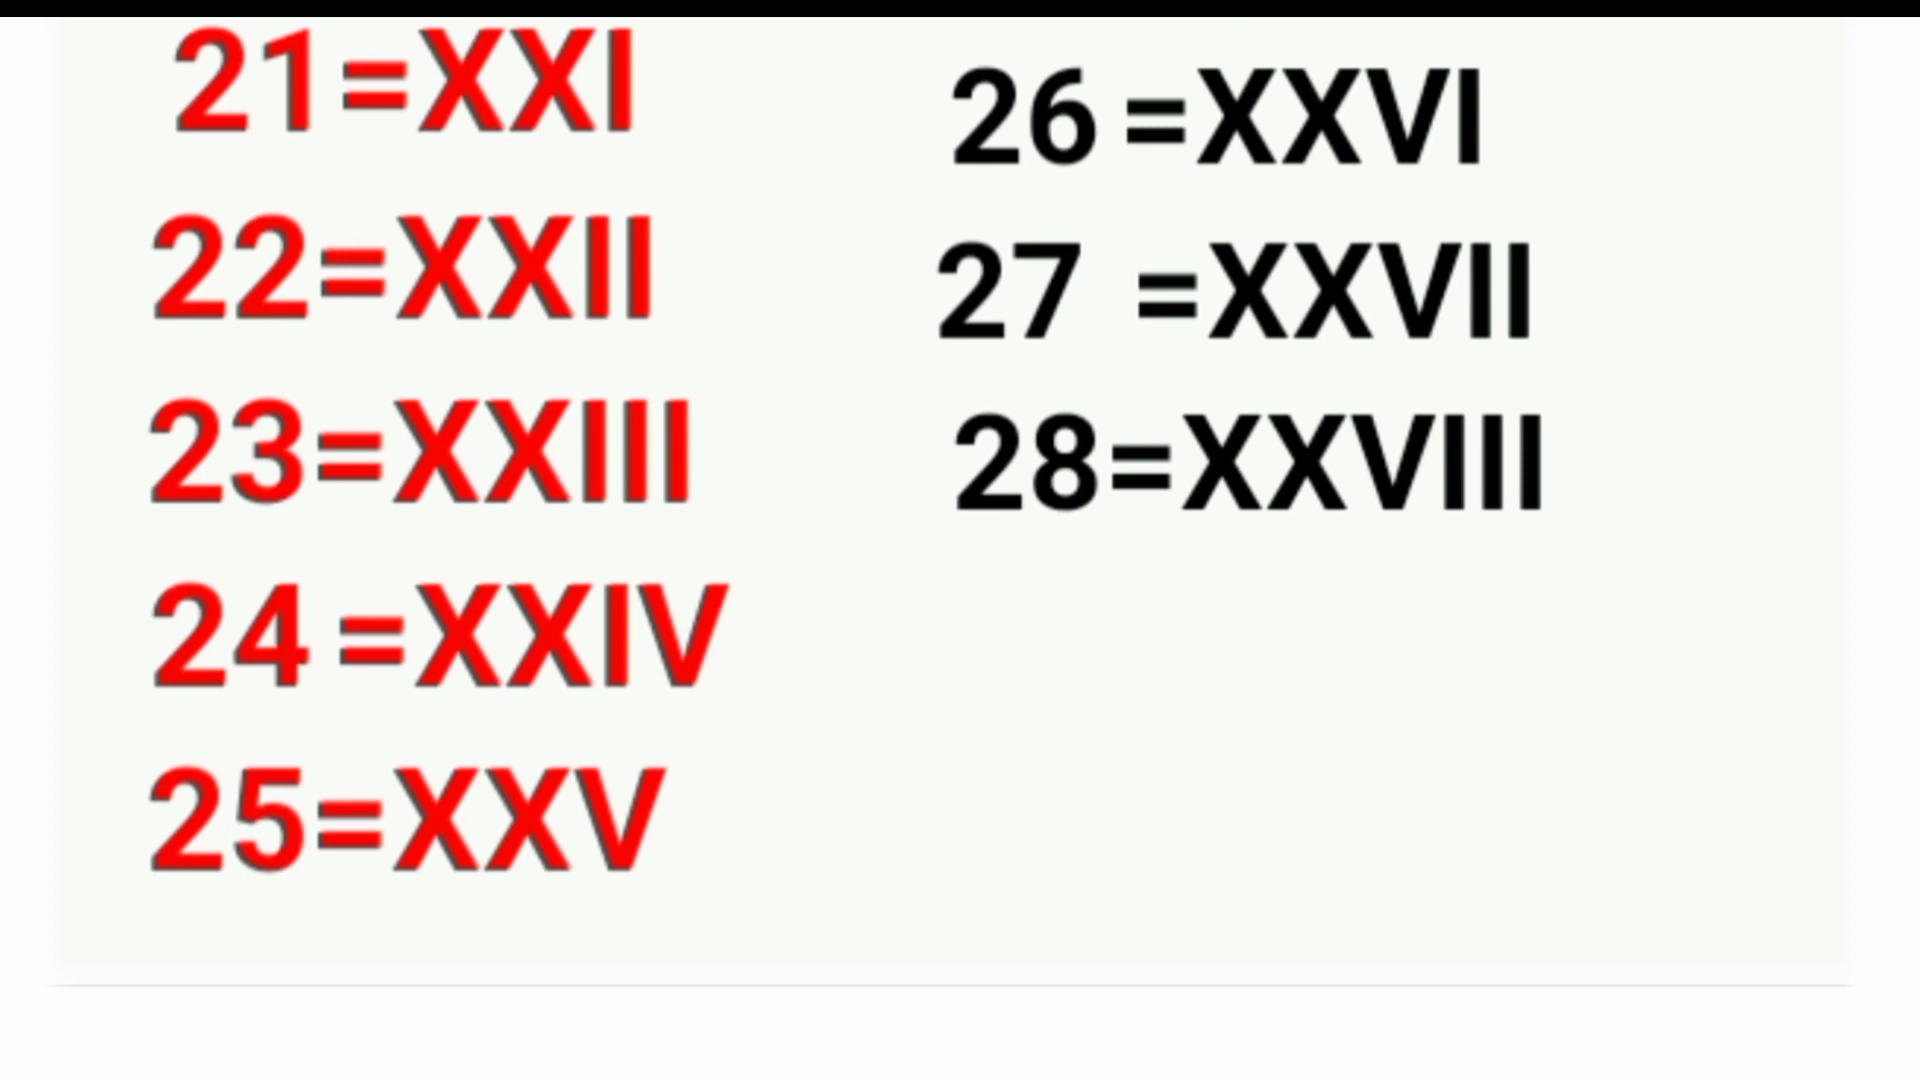 21=XXI
22=XXII
23=XXIII
24 =XXIV
25=XXV
26 =XXVI
27 =XXVII
28=XXVIII